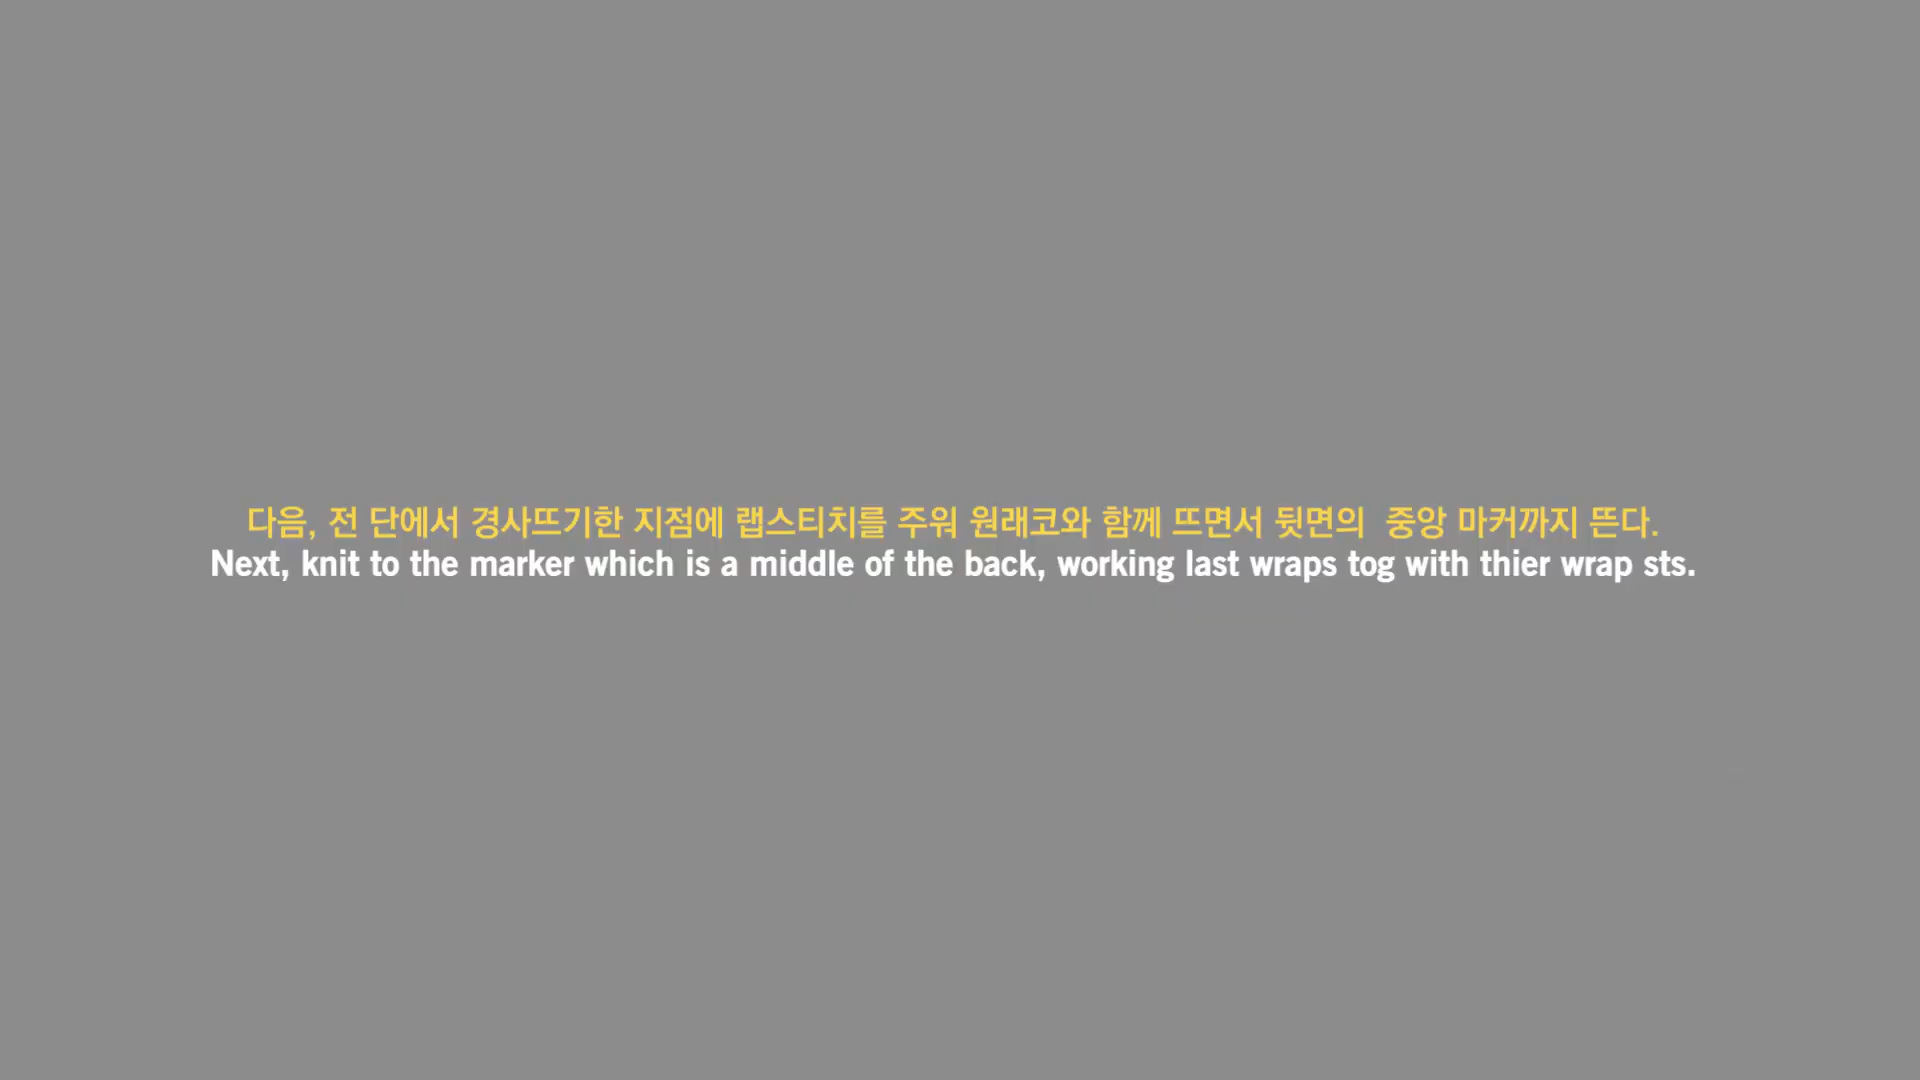 다음, 전 단에서 경사뜨기한 지점에 랩스티치를 주워 원래코와 함께 뜨면서 뒷면의  중앙 마커까지 뜬다.
Next, knit to the marker which is a middle of the back, working last wraps tog with thier wrap sts.